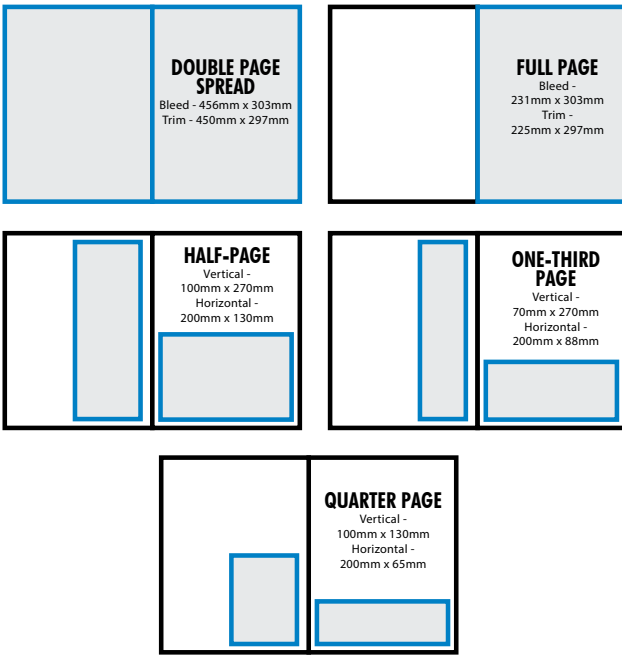 DOUBLE PAGE
SPREAD
Bleed - 456mm x 303mm
Trim - 450mm x 297mm
FULL PAGE
Bleed -
231mm x 303mm
Trim -
225mm x 297mm
HALF-PAGE
Vertical -
100mm x 270mm
Horizontal -
200mm x 130mm
ONE-THIRD
PAGE
Vertical -
70mm x 270mm
Horizontal -
200mm x 88mm
QUARTER PAGE
Vertical -
100mm x 130mm
Horizontal -
200mm x 65mm